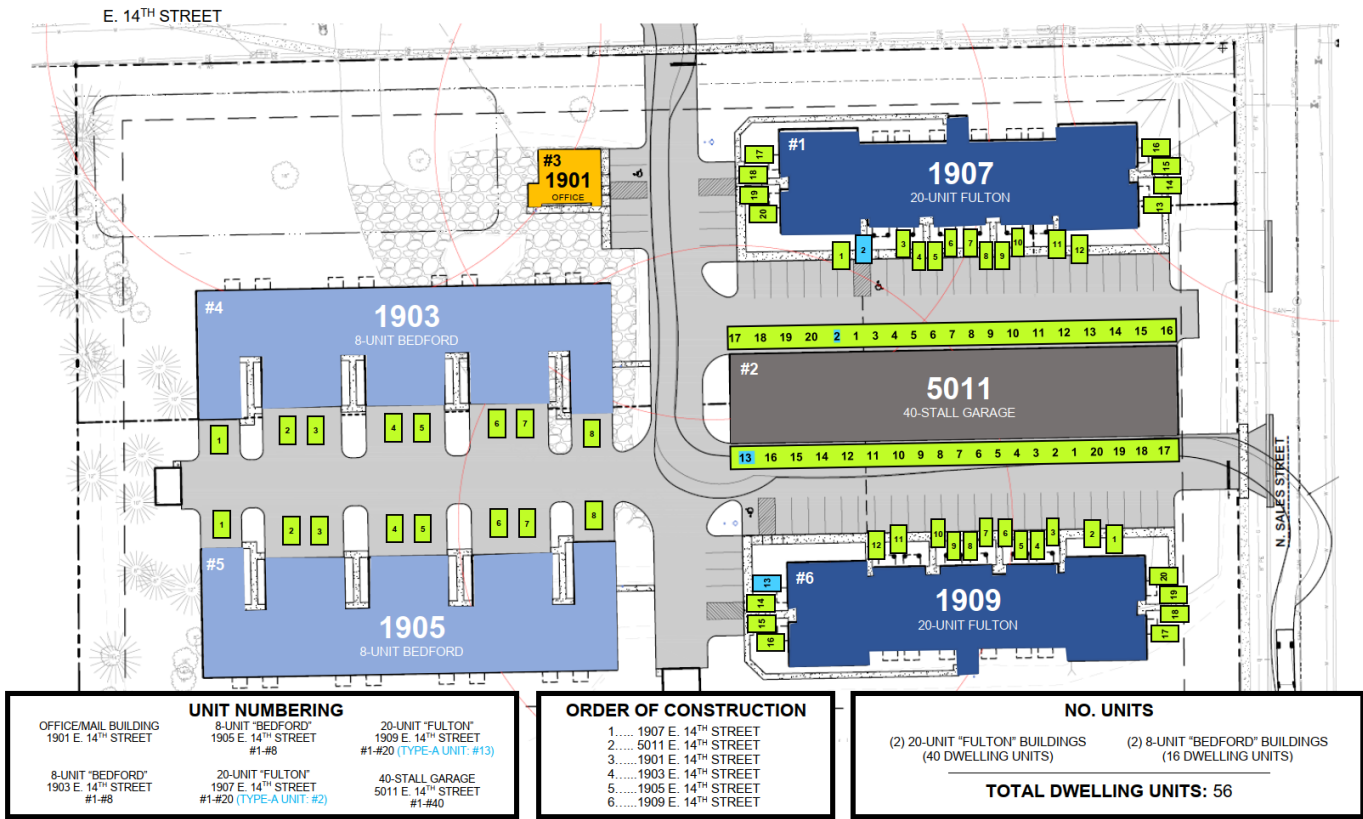 E. 14TH STREET
#3
1901
OFFICE
#1
1907
20-UNIT FULTON
17
18
19
20
16
15
14
13
1
2
3
4
5
6
7
8
9
10
11
12
#4
1903
8-UNIT BEDFORD
1
2
3
4
5
6
7
8
17 18 19 20 2 1 3 4 5 6 7 8 9 10 11 12 13 14 15 16
#2
5011
40-STALL GARAGE
13 16 15 14 12 11 10 9 8 7 6 5 4 3 2 1 20 19 18 17
N. SALES STREET
1
2
3
4
5
6
7
8
#5
1905
8-UNIT BEDFORD
12
11
10
9
8
7
6
5
4
3
2
1
13
14
15
16
20
19
18
17
#6
1909
20-UNIT FULTON
UNIT NUMBERING
OFFICE/MAIL BUILDING
1901 E. 14TH STREET
8-UNIT "BEDFORD"
1905 E. 14TH STREET
#1-#8
20-UNIT "FULTON"
1909 E. 14TH STREET
#1-#20 (TYPE-A UNIT: #13)
8-UNIT "BEDFORD"
1903 E. 14TH STREET
#1-#8
20-UNIT "FULTON"
1907 E. 14TH STREET
#1-#20 (TYPE-A UNIT: #2)
40-STALL GARAGE
5011 E. 14TH STREET
#1-#40
ORDER OF CONSTRUCTION
1..... 1907 E. 14TH STREET
2..... 5011 E. 14TH STREET
3......1901 E. 14TH STREET
4......1903 E. 14TH STREET
5......1905 E. 14TH STREET
6......1909 E. 14TH STREET
NO. UNITS
(2) 20-UNIT "FULTON" BUILDINGS
(40 DWELLING UNITS)
(2) 8-UNIT "BEDFORD" BUILDINGS
(16 DWELLING UNITS)
TOTAL DWELLING UNITS: 56